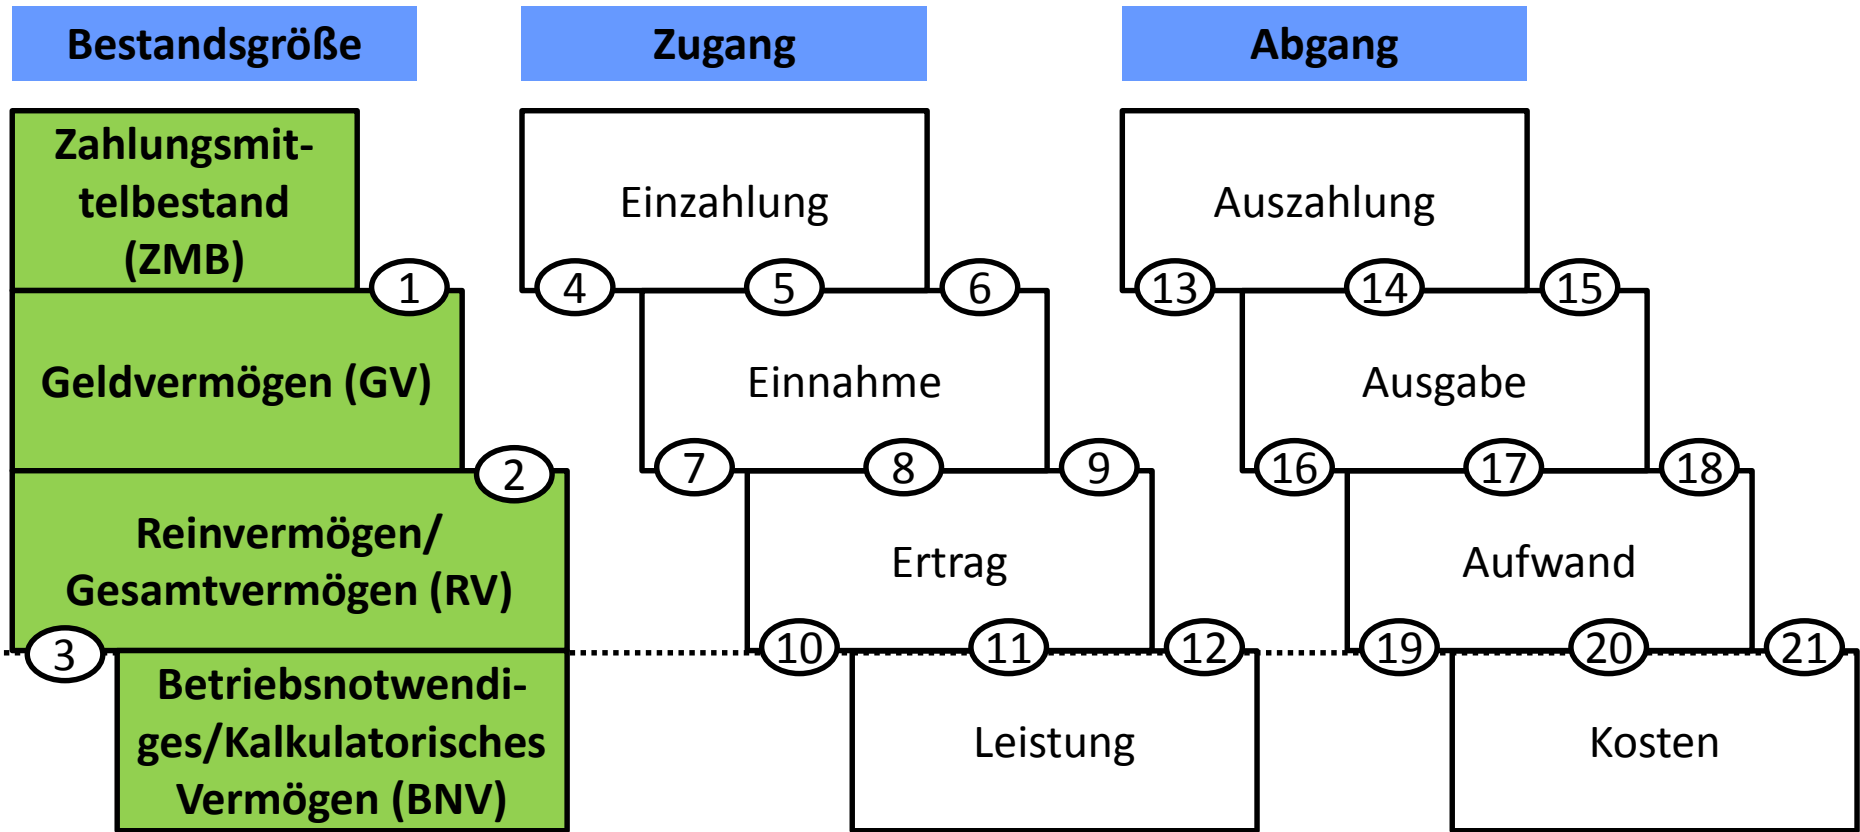 Bestandsgröße
Zugang
Abgang
Zahlungsmit-
telbestand
(ZMB)
Einzahlung
Auszahlung
1
4
5
6
13
14
15
Geldvermögen (GV)
Einnahme
Ausgabe
2
7
8
9
16
17
18
Reinvermögen/
Gesamtvermögen (RV)
Ertrag
Aufwand
3
10
11
12
19
20
21
Betriebsnotwendi-
ges/Kalkulatorisches
Vermögen (BNV)
Leistung
Kosten